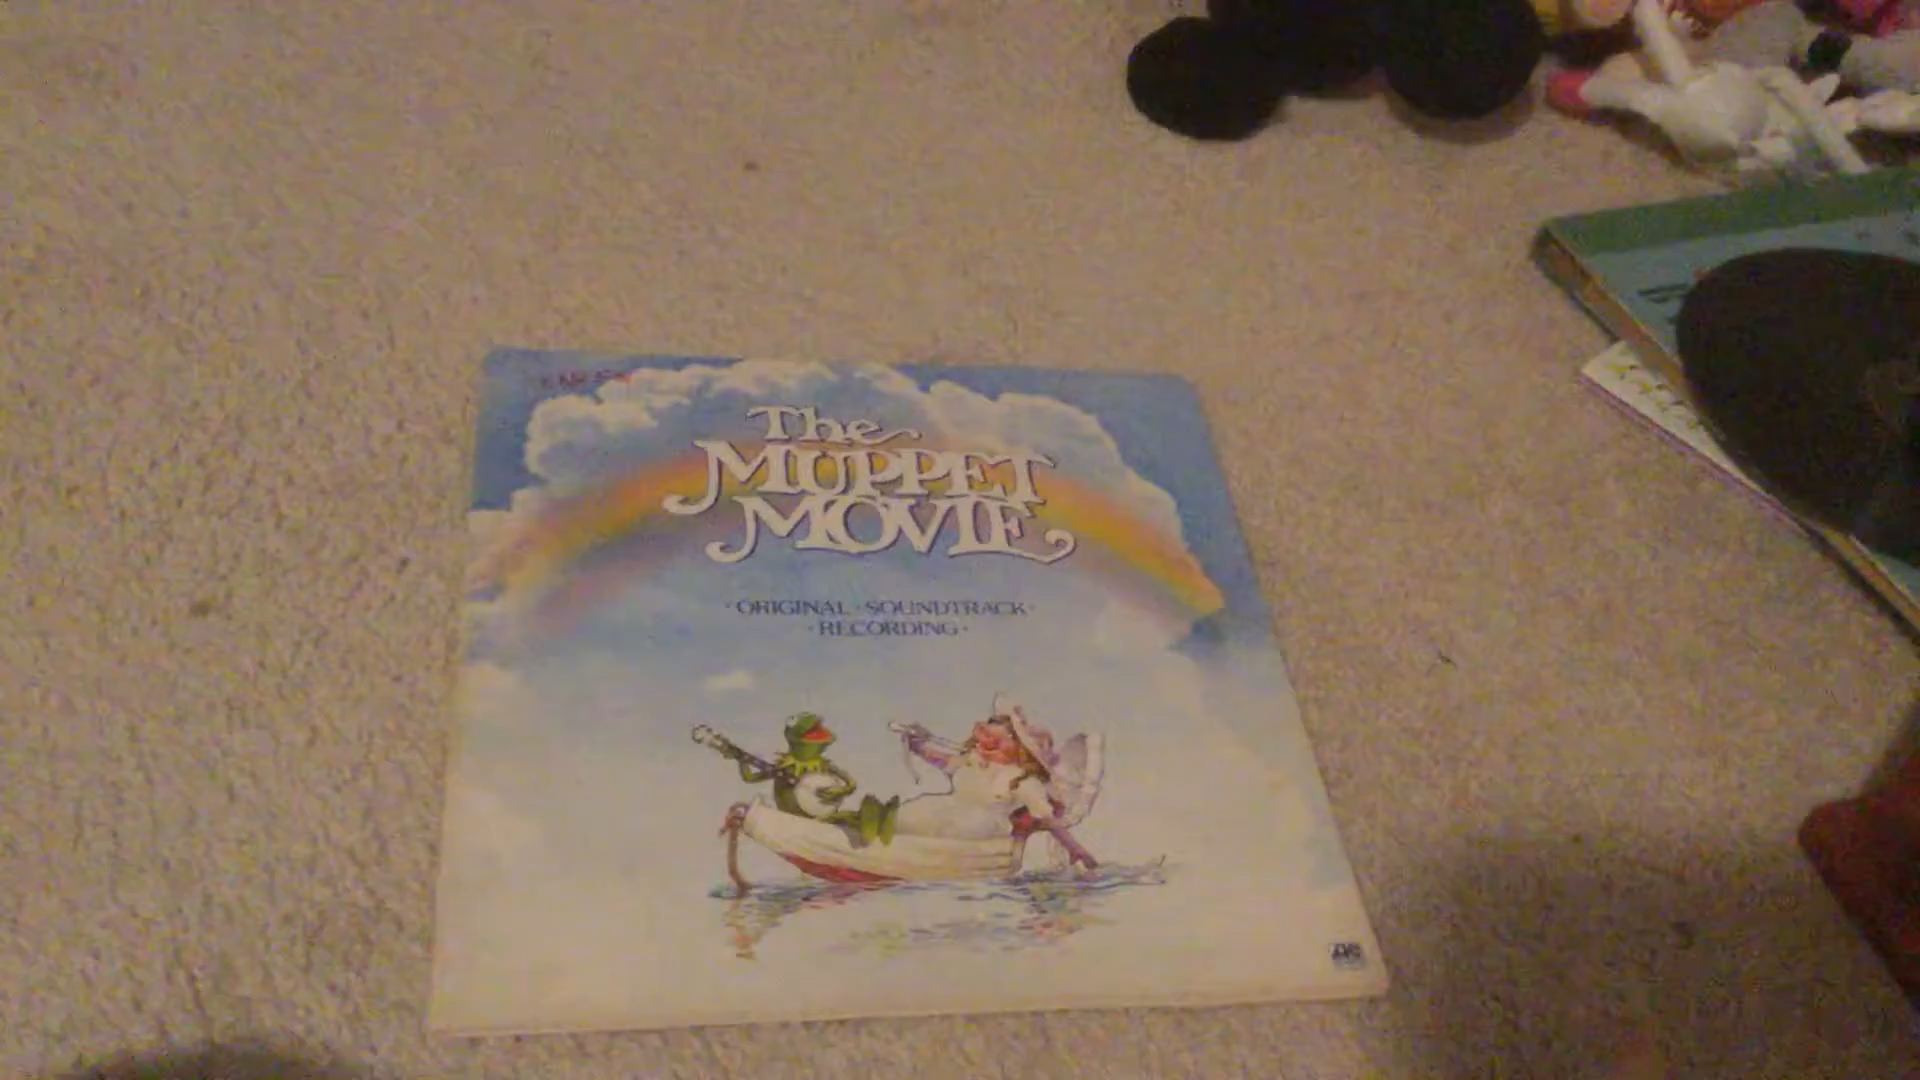 The
MUPPET
MOVIE
· ORIGINAL · SOUNDTRACK ·
· RECORDING ·